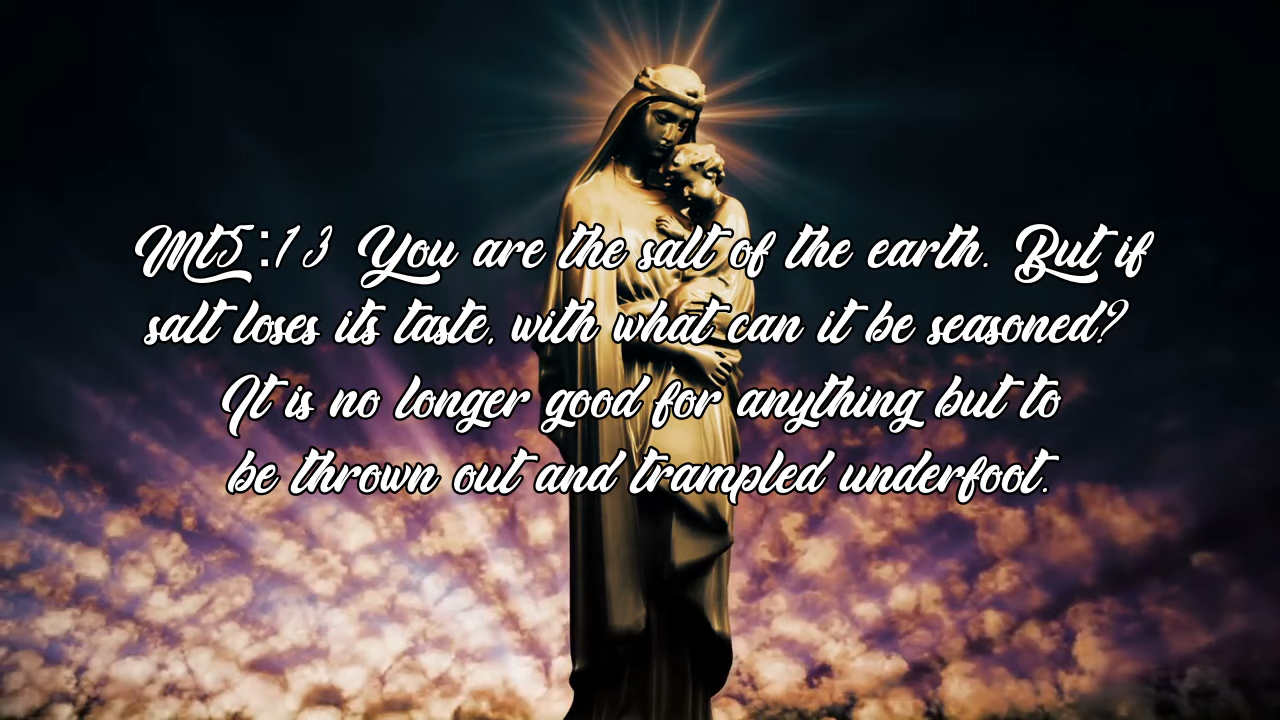 Mt5:13 You are the salt of the earth. But if
salt loses its taste, with what can it be seasoned?
It is no longer good for anything but to
be thrown out and trampled underfoot.